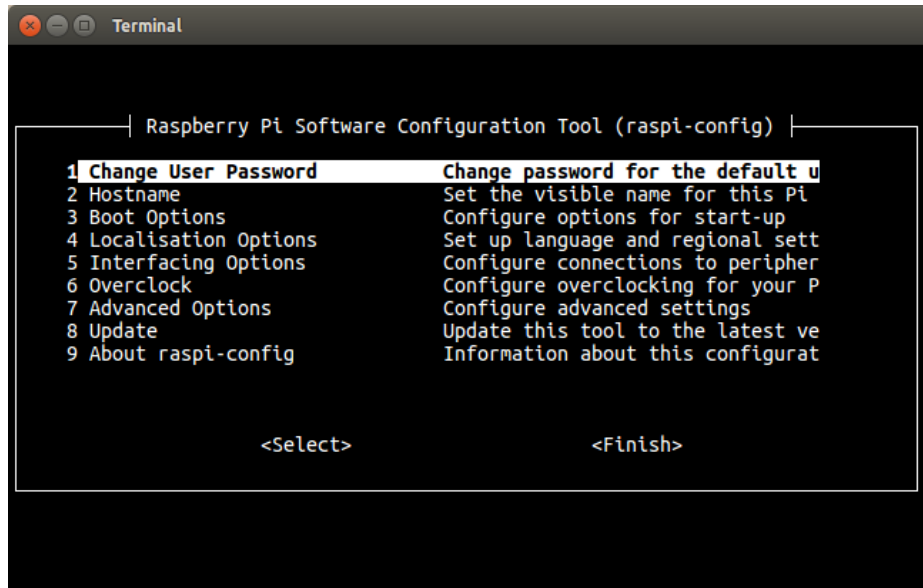 Terminal
Raspberry Pi Software Configuration Tool (raspi-config)
1 Change User Password Change password for the default u
2 Hostname Set the visible name for this Pi
3 Boot Options Configure options for start-up
4 Localisation Options Set up language and regional sett
5 Interfacing Options Configure connections to peripher
6 Overclock Configure overclocking for your P
7 Advanced Options Configure advanced settings
8 Update Update this tool to the latest ve
9 About raspi-config Information about this configurat
<Select> <Finish>